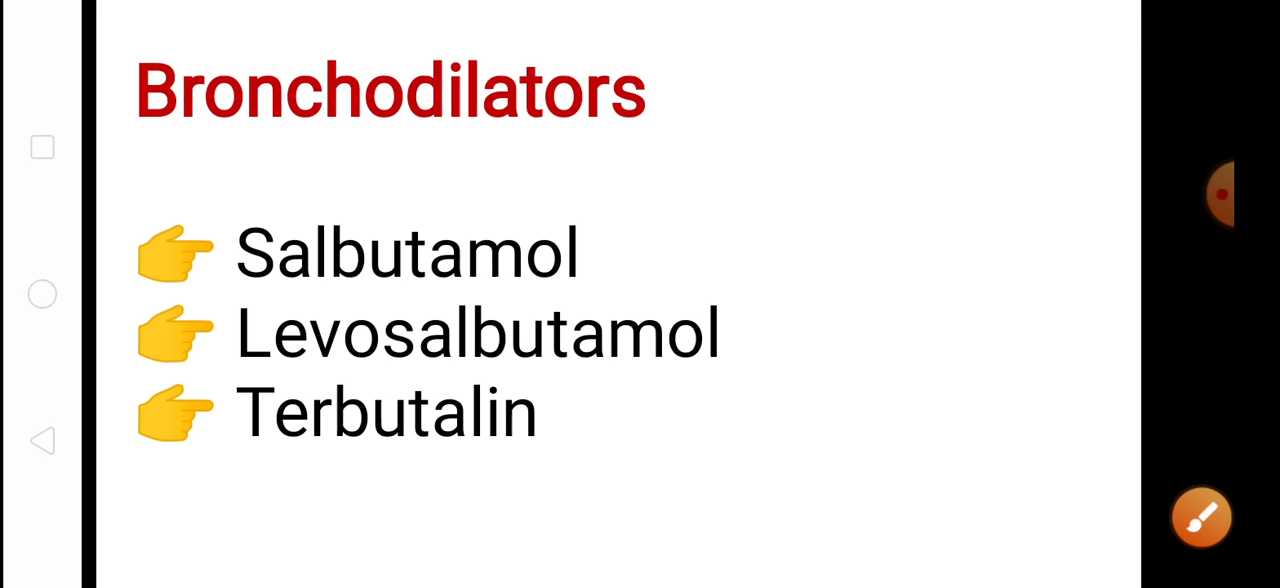 Bronchodilators
👉 Salbutamol
👉 Levosalbutamol
👉 Terbutalin